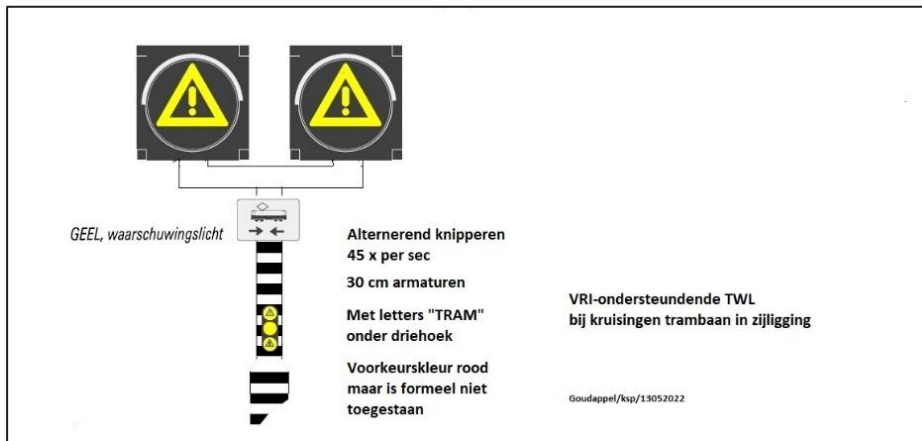 GEEL, waarschuwingslicht
Alternerend knipperen
45 x per sec
30 cm armaturen
Met letters "TRAM"
onder driehoek
Voorkeurskleur rood
maar is formeel niet
toegestaan
VRI-ondersteundende TWL
bij kruisingen trambaan in zijligging
Goudappel/ksp/13052022